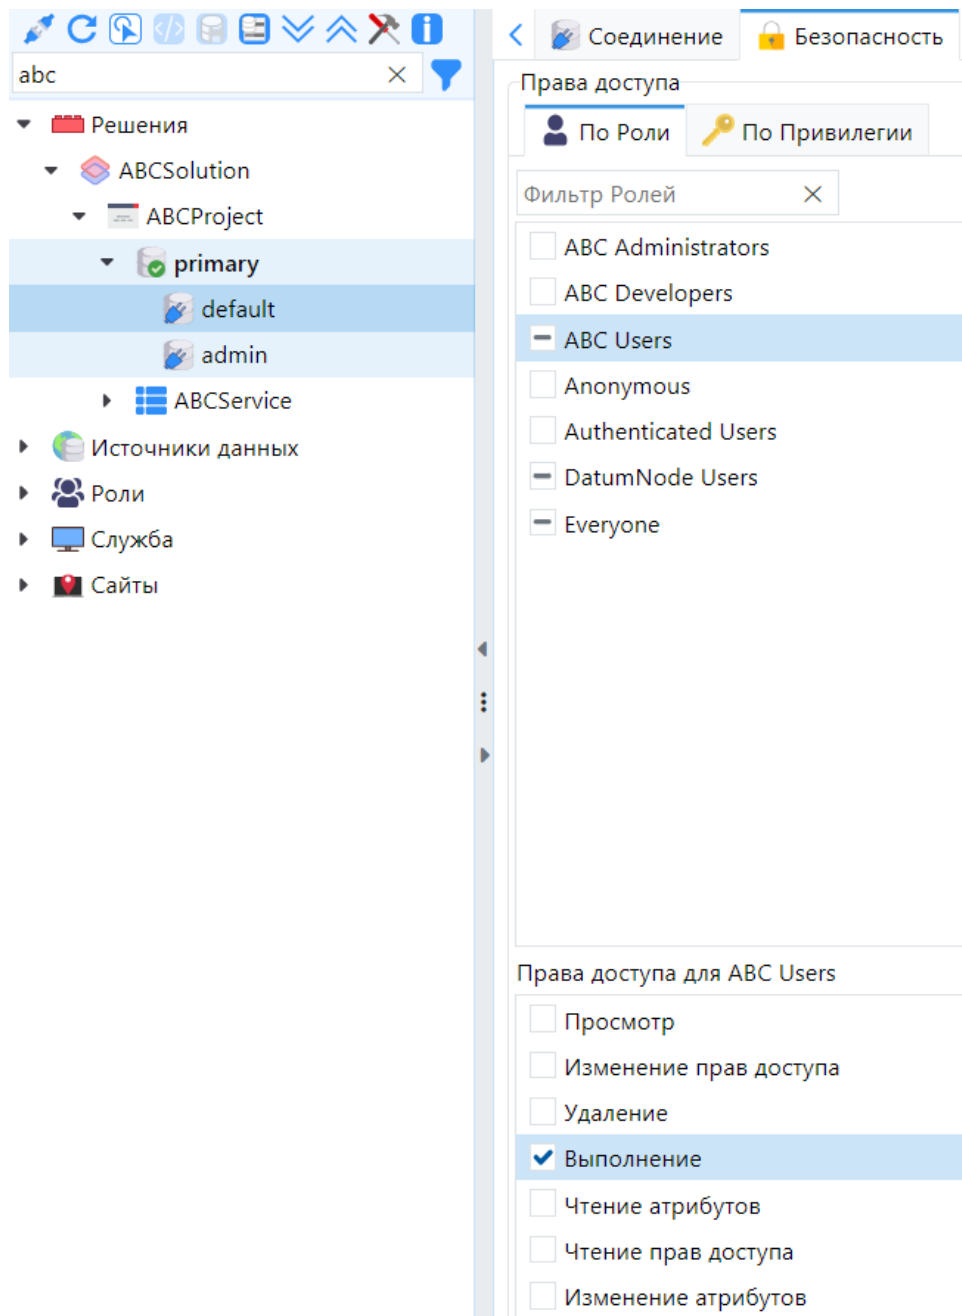 abc
Решения
ABCSolution
ABCProject
primary
default
admin
ABCService
Источники данных
Роли
Служба
Сайты
Соединение
Безопасность
Права доступа
По Роли
По Привилегии
Фильтр Ролей
ABC Administrators
ABC Developers
ABC Users
Anonymous
Authenticated Users
DatumNode Users
Everyone
Права доступа для ABC Users
Просмотр
Изменение прав доступа
Удаление
Выполнение
Чтение атрибутов
Чтение прав доступа
Изменение атрибутов